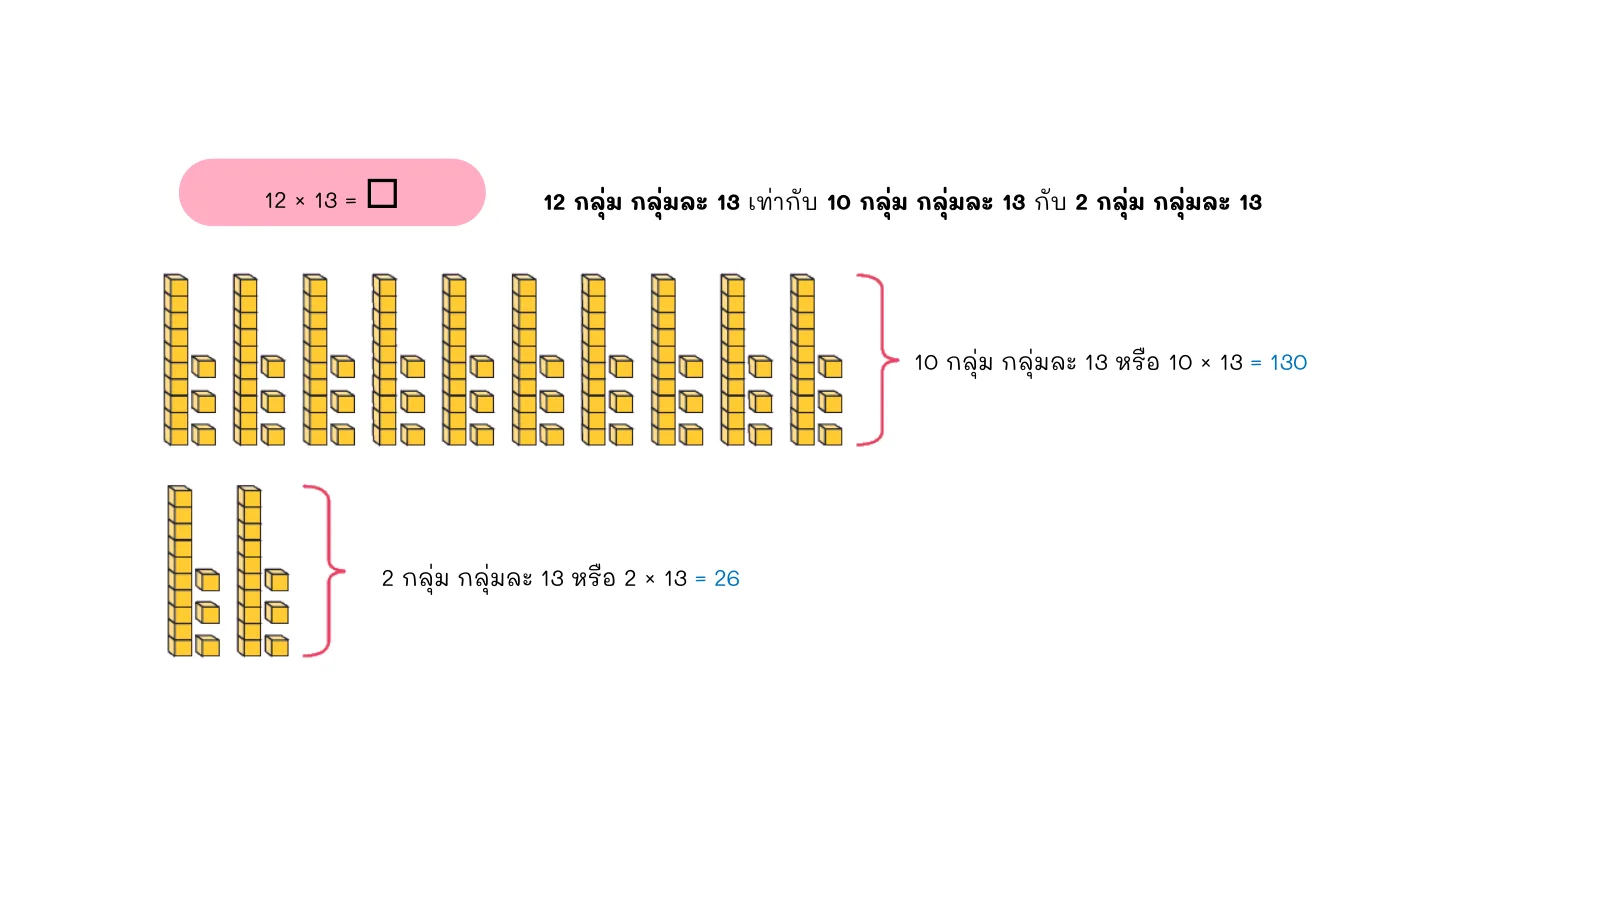 12 × 13 = □
12 กลุ่ม กลุ่มละ 13 เท่ากับ 10 กลุ่ม กลุ่มละ 13 กับ 2 กลุ่ม กลุ่มละ 13
10 กลุ่ม กลุ่มละ 13 หรือ 10 × 13 = 130
2 กลุ่ม กลุ่มละ 13 หรือ 2 × 13 = 26